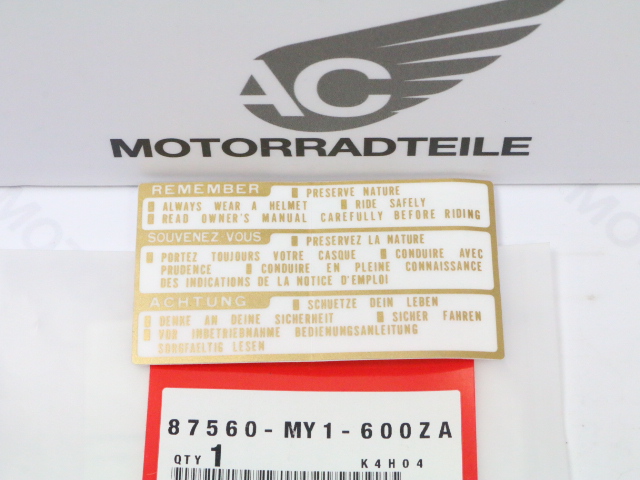 AC
MOTORRADTEILE
REMEMBER ■ PRESERVE NATURE
■ ALWAYS WEAR A HELMET ■ RIDE SAFELY
■ READ OWNER'S MANUAL CAREFULLY BEFORE RIDING
SOUVENEZ VOUS ■ PRESERVEZ LA NATURE
■ PORTEZ TOUJOURS VOTRE CASQUE ■ CONDUIRE AVEC
PRUDENCE ■ CONDUIRE EN PLEINE CONNAISSANCE
DES INDICATIONS DE LA NOTICE D'EMPLOI
ACHTUNG ■ SCHUETZE DEIN LEBEN
■ DENKE AN DEINE SICHERHEIT ■ SICHER FAHREN
■ VOR INBETRIEBNAHME BEDIENUNGSANLEITUNG
SORGFAELTIG LESEN
87560-MY1-600ZA
QTY 1 K4H04